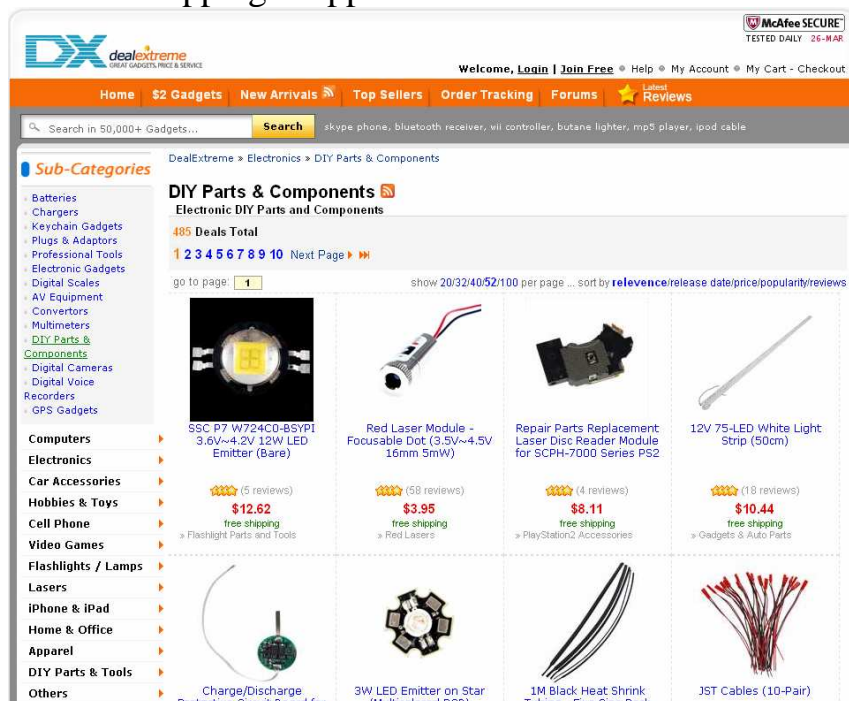 McAfee SECURE
TESTED DAILY 26-MAR
DX dealextreme
GREAT GADGETS, PRICE & SERVICE
Welcome, Login | Join Free Help My Account My Cart - Checkout
Home $2 Gadgets New Arrivals Top Sellers Order Tracking Forums Latest Reviews
Search in 50,000+ Gadgets... Search skype phone, bluetooth receiver, wii controller, butane lighter, mp5 player, ipod cable
Sub-Categories
Batteries
Chargers
Keychain Gadgets
Plugs & Adaptors
Professional Tools
Electronic Gadgets
Digital Scales
AV Equipment
Convertors
Multimeters
DIY Parts &
Components
Digital Cameras
Digital Voice
Recorders
GPS Gadgets
Computers
Electronics
Car Accessories
Hobbies & Toys
Cell Phone
Video Games
Flashlights / Lamps
Lasers
iPhone & iPad
Home & Office
Apparel
DIY Parts & Tools
Others
DealExtreme » Electronics » DIY Parts & Components
DIY Parts & Components
Electronic DIY Parts and Components
485 Deals Total
1 2 3 4 5 6 7 8 9 10 Next Page
go to page: 1 show 20/32/40/52/100 per page ... sort by relevence/release date/price/popularity/reviews
SSC P7 W724C0-BSYPI
3.6V~4.2V 12W LED
Emitter (Bare)
(5 reviews)
$12.62
free shipping
» Flashlight Parts and Tools
Red Laser Module -
Focusable Dot (3.5V~4.5V
16mm 5mW)
(58 reviews)
$3.95
free shipping
» Red Lasers
Repair Parts Replacement
Laser Disc Reader Module
for SCPH-7000 Series PS2
(4 reviews)
$8.11
free shipping
» PlayStation2 Accessories
12V 75-LED White Light
Strip (50cm)
(18 reviews)
$10.44
free shipping
» Gadgets & Auto Parts
Charge/Discharge
3W LED Emitter on Star
1M Black Heat Shrink
JST Cables (10-Pair)